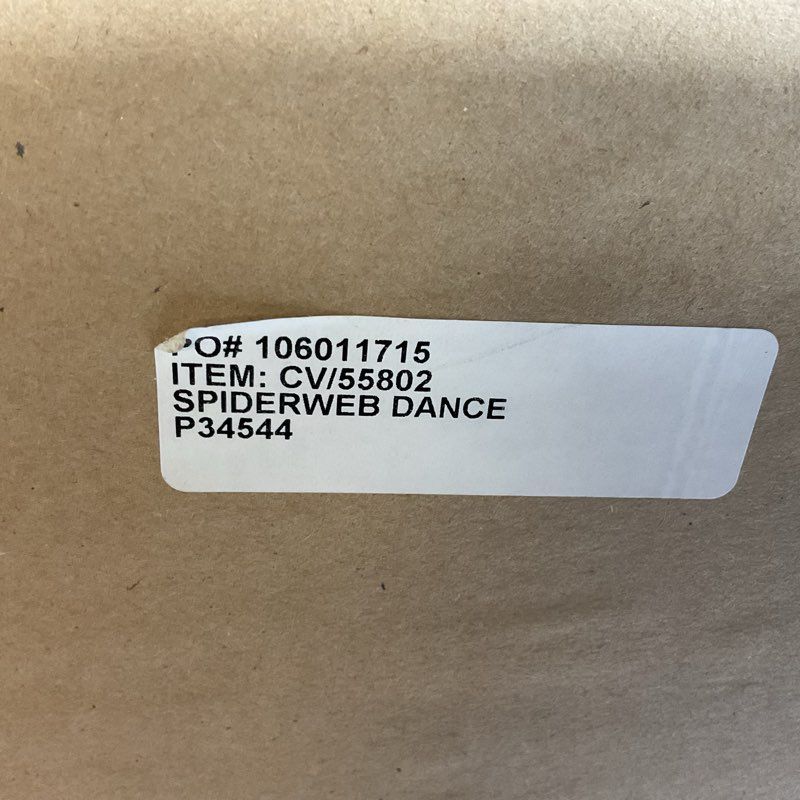 PO# 106011715
ITEM: CV/55802
SPIDERWEB DANCE
P34544